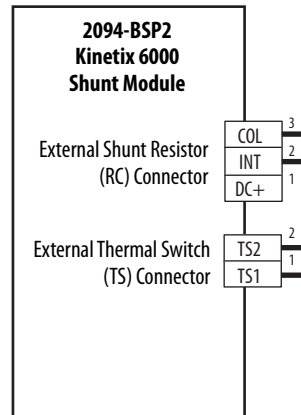 2094-BSP2
Kinetix 6000
Shunt Module
External Shunt Resistor
(RC) Connector
COL 3
INT 2
DC+ 1
External Thermal Switch
(TS) Connector
TS2 2
TS1 1